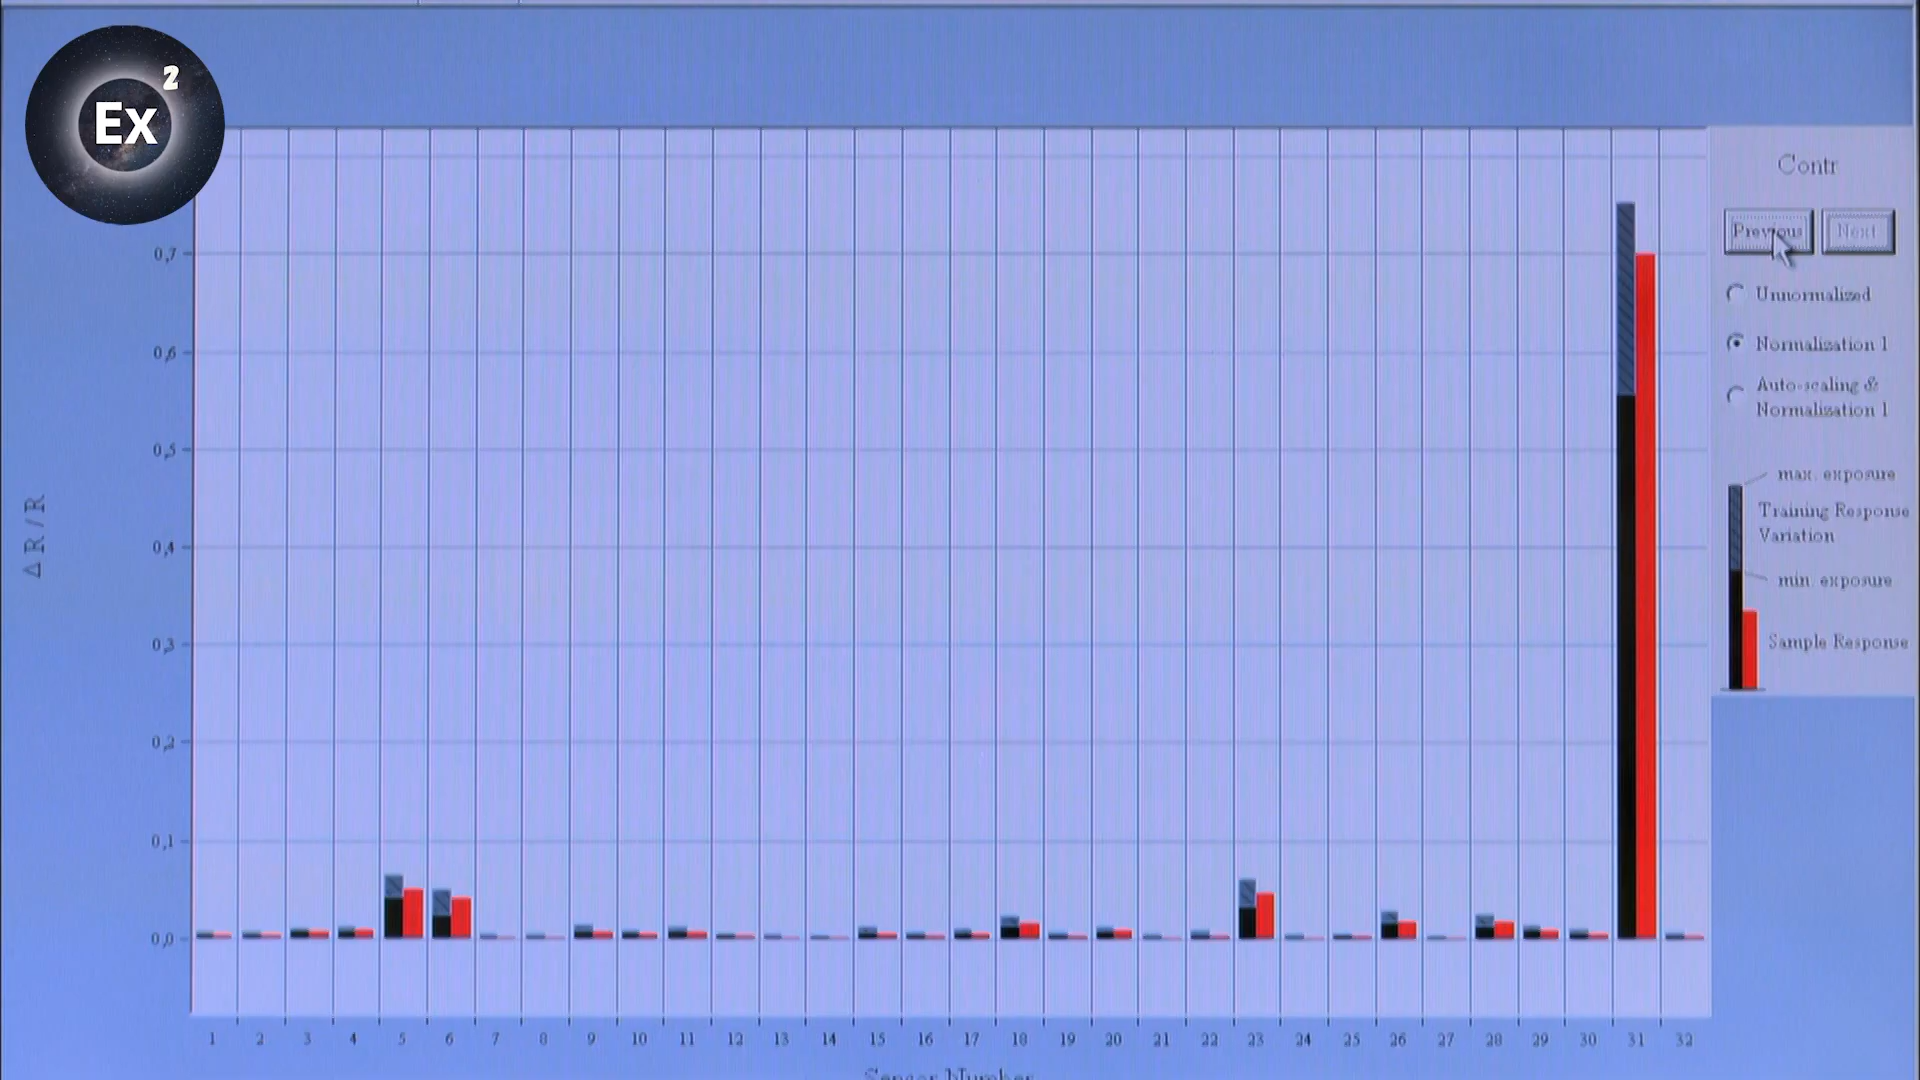 Ex²
Contr
Previous Next
Unnormalized
Normalization 1
Auto-scaling &
Normalization 1
max. exposure
Training Response
Variation
min. exposure
Sample Response
ΔR/R
0,7
0,6
0,5
0,4
0,3
0,2
0,1
0,0
1 2 3 4 5 6 7 8 9 10 11 12 13 14 15 16 17 18 19 20 21 22 23 24 25 26 27 28 29 30 31 32
Sensor Number